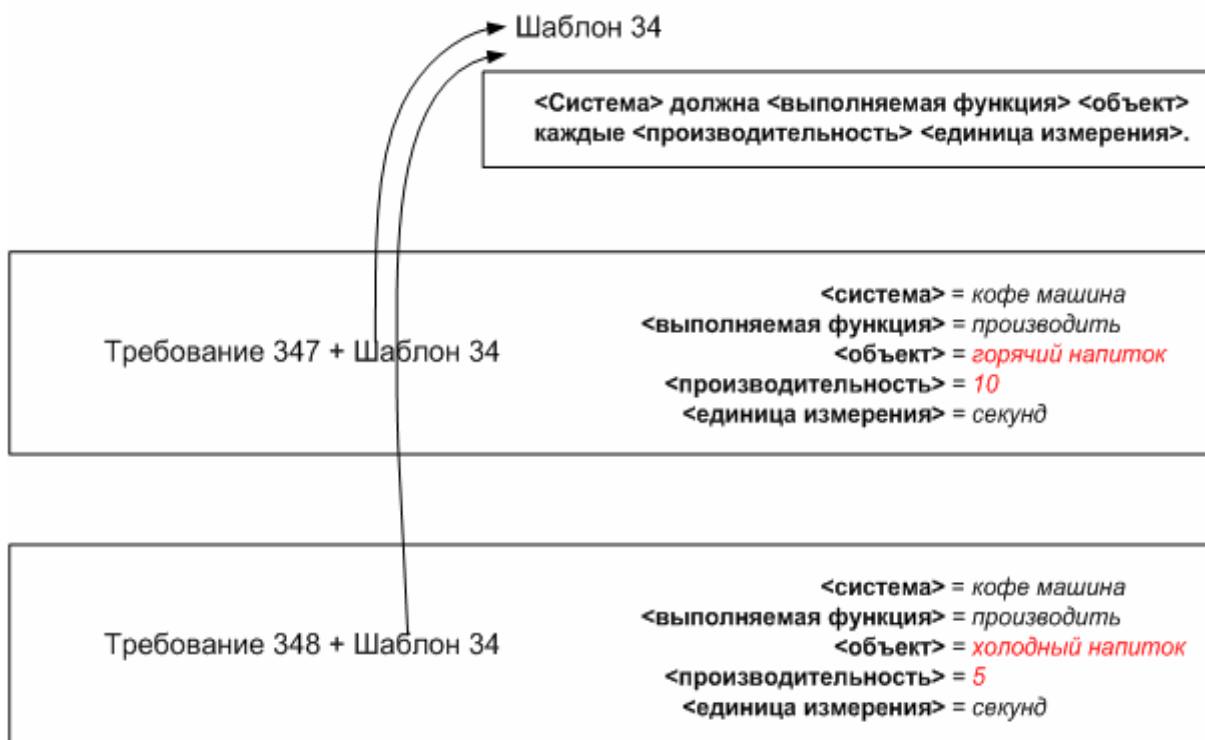 Шаблон 34
<Система> должна <выполняемая функция> <объект>
каждые <производительность> <единица измерения>.
<система> = кофе машина
<выполняемая функция> = производить
Требование 347 + Шаблон 34
<объект> = горячий напиток
<производительность> = 10
<единица измерения> = секунд
<система> = кофе машина
<выполняемая функция> = производить
Требование 348 + Шаблон 34
<объект> = холодный напиток
<производительность> = 5
<единица измерения> = секунд